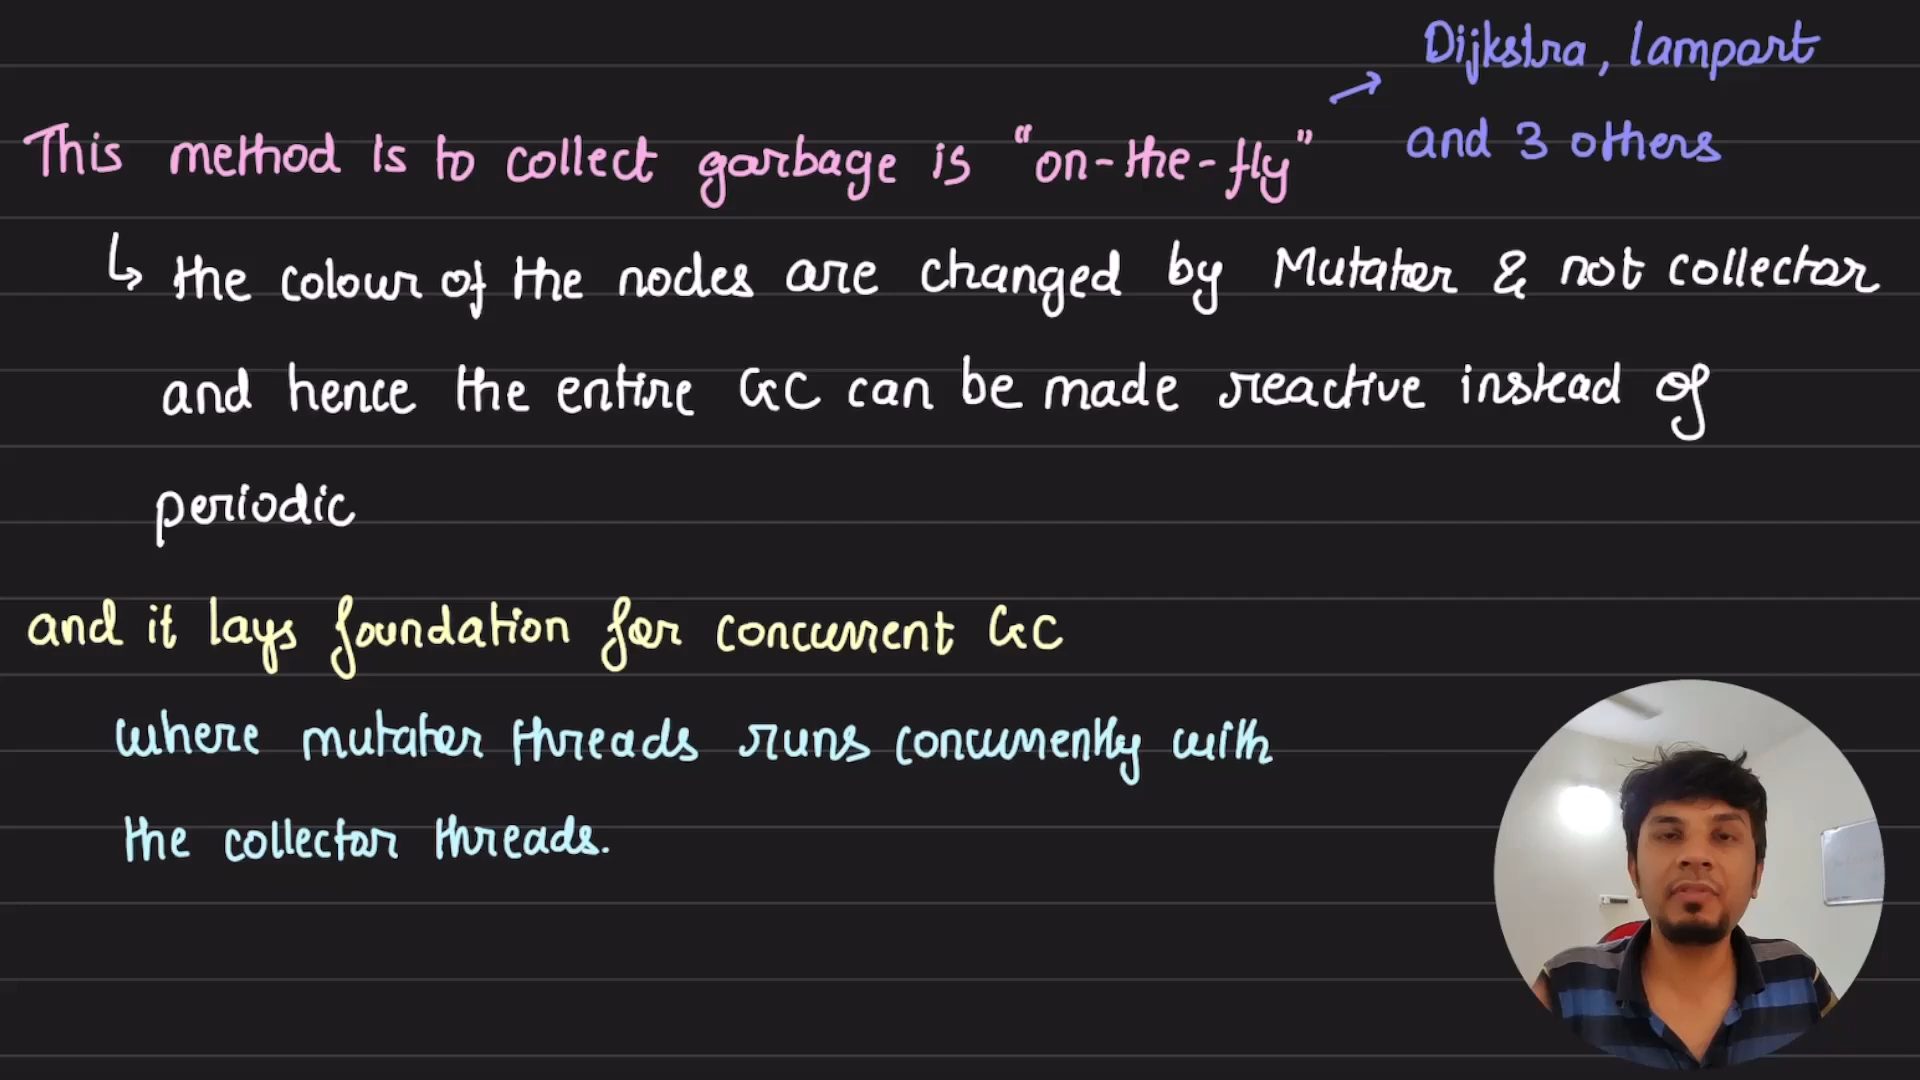 Dijkstra, lamport
and 3 others
This method is to collect garbage is "on-the-fly"
↳ the colour of the nodes are changed by Mutator & not collector
and hence the entire GC can be made reactive instead of
periodic
and it lays foundation for concurrent GC
where mutator threads runs concurrently with
the collector threads.